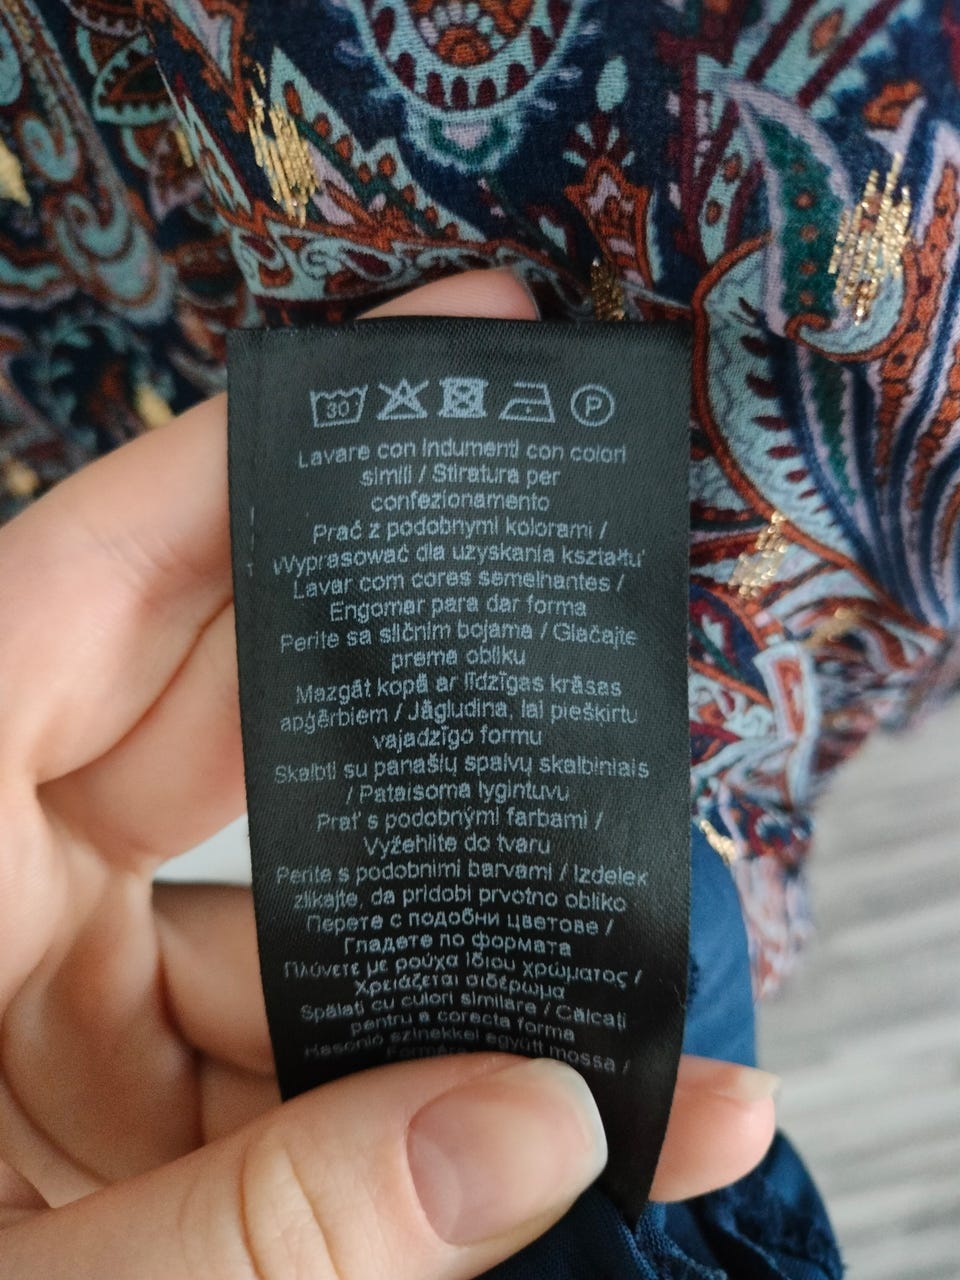 30 P
Lavare con indumenti con colori
simili / Stiratura per
confezionamento
Prać z podobnymi kolorami /
Wyprasować dla uzyskania kształtu
Lavar com cores semelhantes /
Engomar para dar forma
Perite sa sličnim bojama / Glačajte
prema obliku
Mazgāt kopā ar līdzīgas krāsas
apģērbiem / Jāgludina, lai piešķirtu
vajadzīgo formu
Skalbti su panašių spalvų skalbiniais
/ Pataisoma lygintuvu
Prať s podobnými farbami /
Vyžehlite do tvaru
Perite s podobnimi barvami / Izdelek
zlikajte, da pridobi prvotno obliko
Перете с подобни цветове /
Гладете по формата
Πλύνετε με ρούχα ίδιου χρώματος /
Χρειάζεται σιδέρωμα
Spălați cu culori similare / Călcați
pentru a corecta forma
Hasonló színekkel együtt mossa /